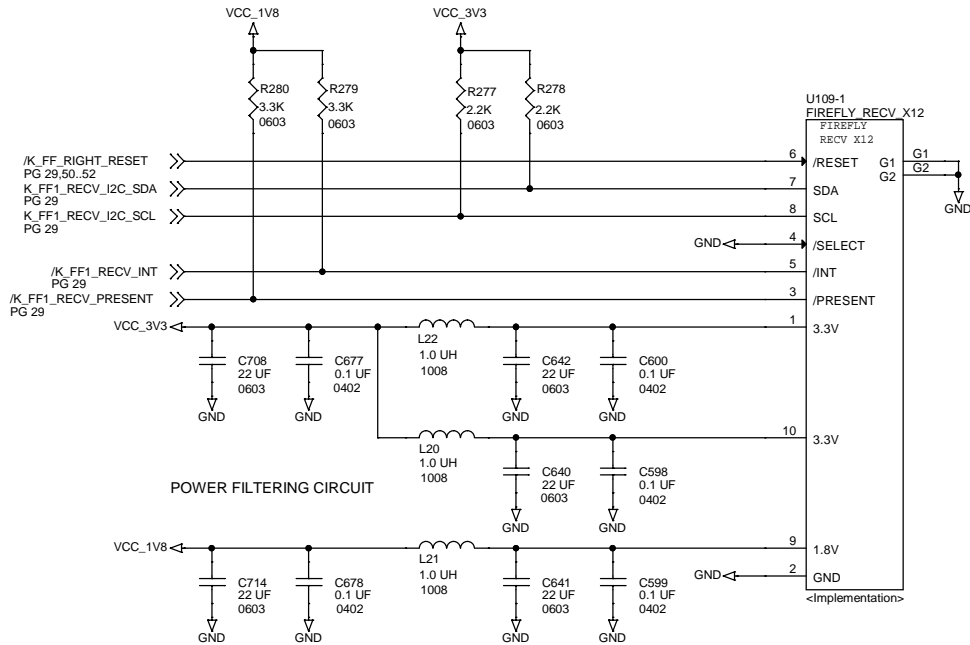 VCC_1V8
VCC_3V3
R280
3.3K
0603
R279
3.3K
0603
R277
2.2K
0603
R278
2.2K
0603
U109-1
FIREFLY_RECV_X12
FIREFLY
RECV X12
/K_FF_RIGHT_RESET
PG 29,50..52
6
/RESET
G1
G1
G2
G2
GND
K_FF1_RECV_I2C_SDA
PG 29
7
SDA
K_FF1_RECV_I2C_SCL
PG 29
8
SCL
GND
4
/SELECT
/K_FF1_RECV_INT
PG 29
5
/INT
/K_FF1_RECV_PRESENT
PG 29
3
/PRESENT
VCC_3V3
L22
1.0 UH
1008
1
3.3V
C708
22 UF
0603
GND
C677
0.1 UF
0402
GND
C642
22 UF
0603
GND
C600
0.1 UF
0402
GND
L20
1.0 UH
1008
10
3.3V
C640
22 UF
0603
GND
C598
0.1 UF
0402
GND
POWER FILTERING CIRCUIT
VCC_1V8
L21
1.0 UH
1008
9
1.8V
C714
22 UF
0603
GND
C678
0.1 UF
0402
GND
C641
22 UF
0603
GND
C599
0.1 UF
0402
GND
GND
2
GND
<Implementation>